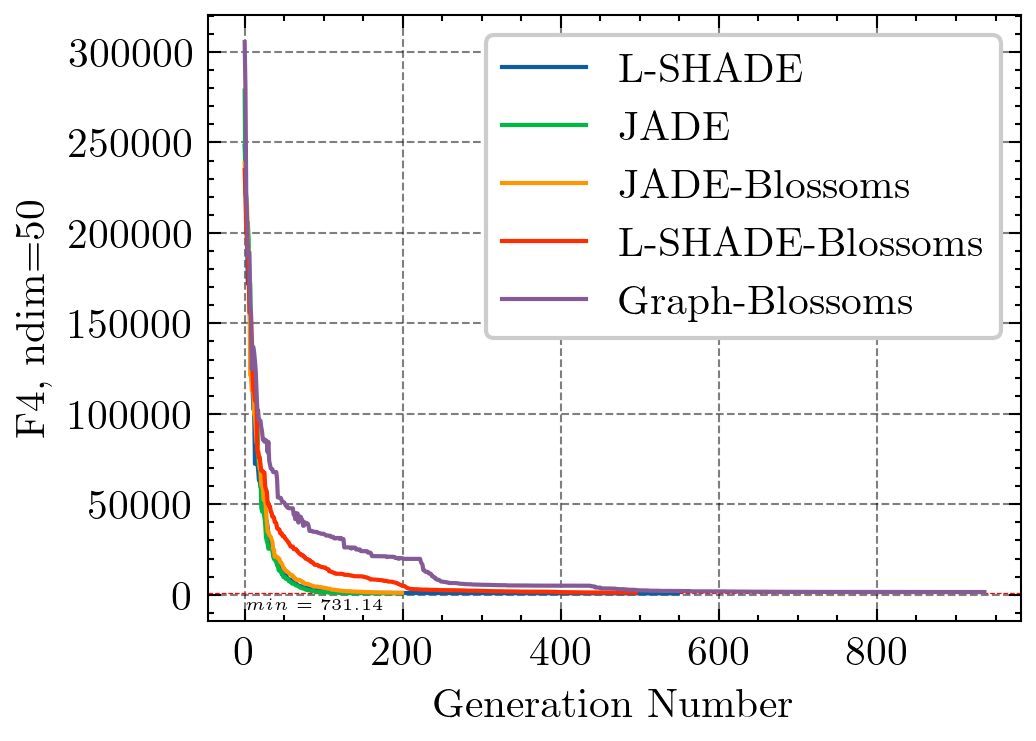 F4, ndim=50
300000
250000
200000
150000
100000
50000
0
L-SHADE
JADE
JADE-Blossoms
L-SHADE-Blossoms
Graph-Blossoms
min = 731.14
0 200 400 600 800
Generation Number